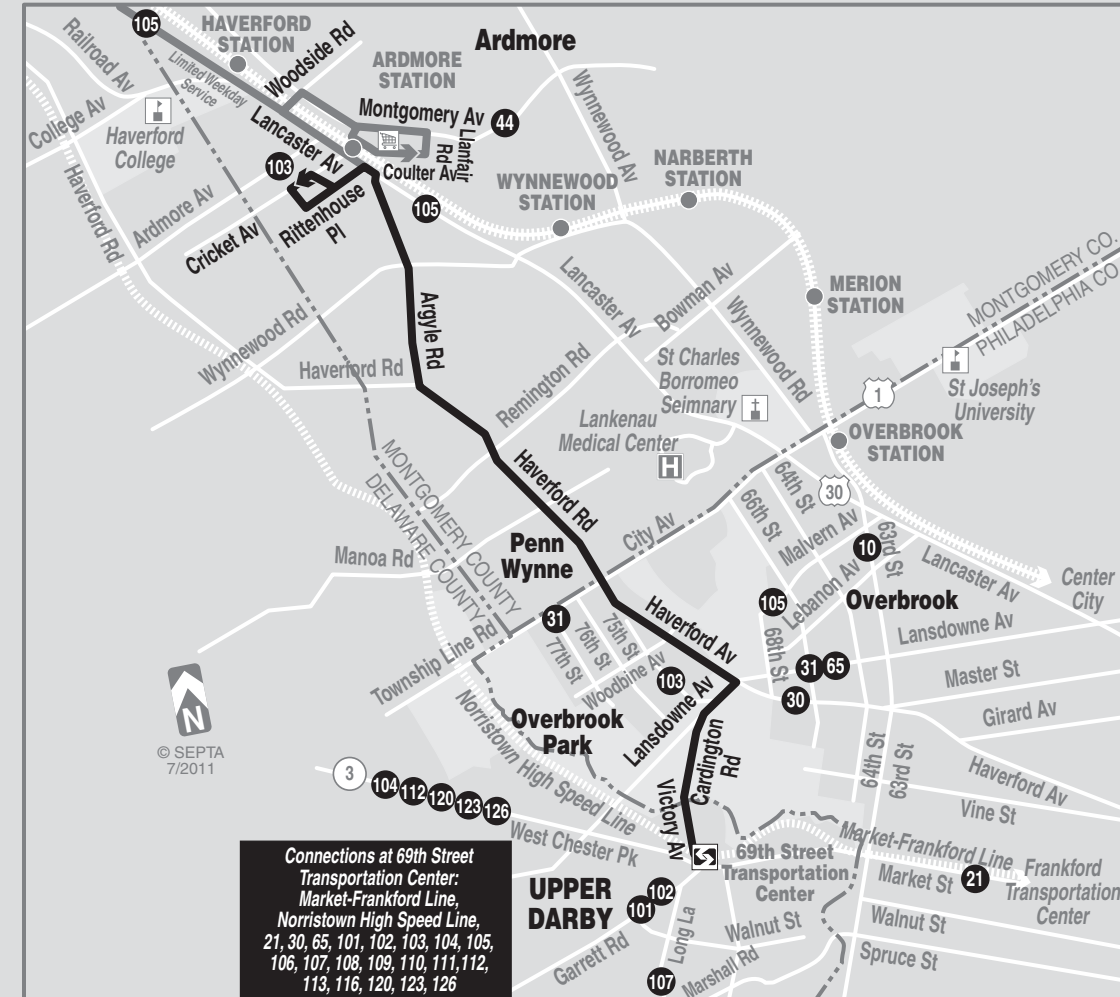 105
HAVERFORD
STATION
Railroad Av
Limited Weekday
Service
Woodside Rd
ARDMORE
STATION
Ardmore
College Av
Haverford
College
Montgomery Av
44
Llanfair
Rd
Wynnewood Av
Lancaster Av
103
Coulter Av
NARBERTH
STATION
WYNNEWOOD
STATION
Haverford Rd
Ardmore Av
Cricket Av
Rittenhouse
Pl
105
MONTGOMERY CO.
PHILADELPHIA CO
Lancaster Av
Bowman Av
MERION
STATION
Argyle Rd
Wynnewood Rd
Wynnewood Rd
Haverford Rd
Remington Rd
St Charles
Borromeo
Seimnary
1
St Joseph's
University
Lankenau
Medical Center
H
OVERBROOK
STATION
MONTGOMERY COUNTY
DELAWARE COUNTY
Haverford Rd
64th St
30
66th St
City Av
Malvern Av
63rd St
10
Manoa Rd
Penn
Wynne
Lancaster Av
Center
City
Lebanon Av
105
Overbrook
31
Haverford Av
75th St
76th St
77th St
68th St
Lansdowne Av
Township Line Rd
Woodbine Av
103
31
65
Master St
30
N
Norristown High Speed Line
Overbrook
Park
Lansdowne Av
Girard Av
© SEPTA
7/2011
Cardington
Rd
64th St
63rd St
3
104
112
120
123
126
Victory Av
Haverford Av
Vine St
West Chester Pk
69th Street
Transportation
Center
Market-Frankford Line
Market St
21
Frankford
Transportation
Center
Connections at 69th Street
Transportation Center:
Market-Frankford Line,
Norristown High Speed Line,
21, 30, 65, 101, 102, 103, 104, 105,
106, 107, 108, 109, 110, 111,112,
113, 116, 120, 123, 126
UPPER
DARBY
102
101
Garrett Rd
Long La
Walnut St
Walnut St
Marshall Rd
Spruce St
107